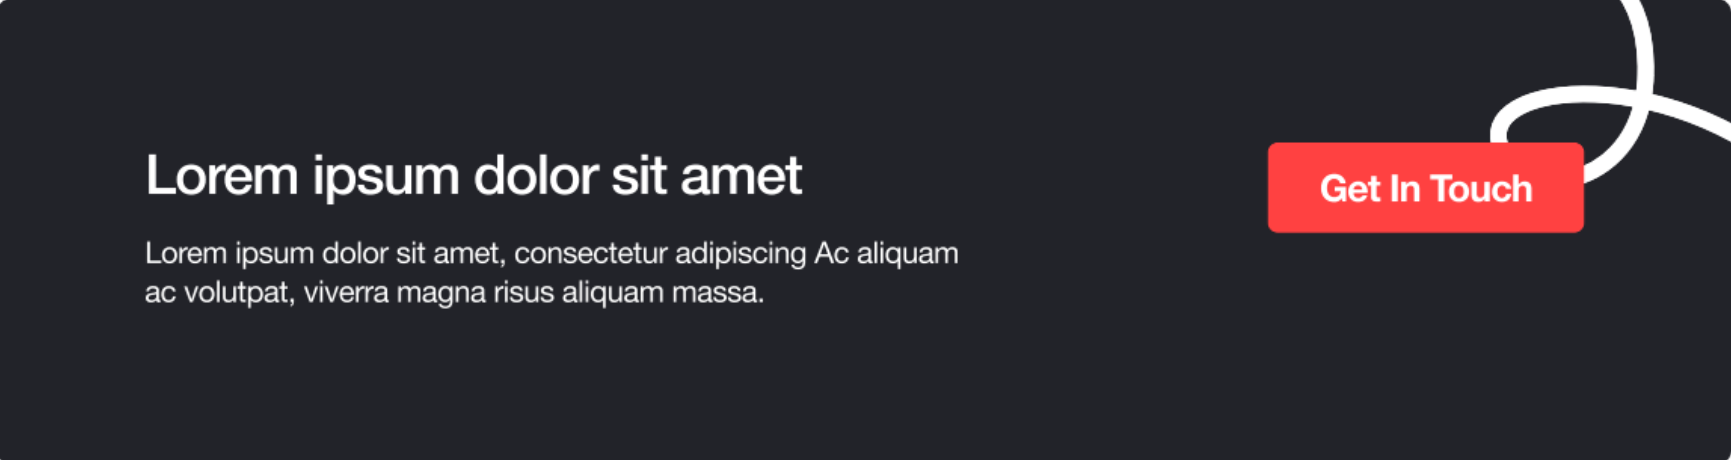 Lorem ipsum dolor sit amet
Lorem ipsum dolor sit amet, consectetur adipiscing Ac aliquam
ac volutpat, viverra magna risus aliquam massa.
Get In Touch